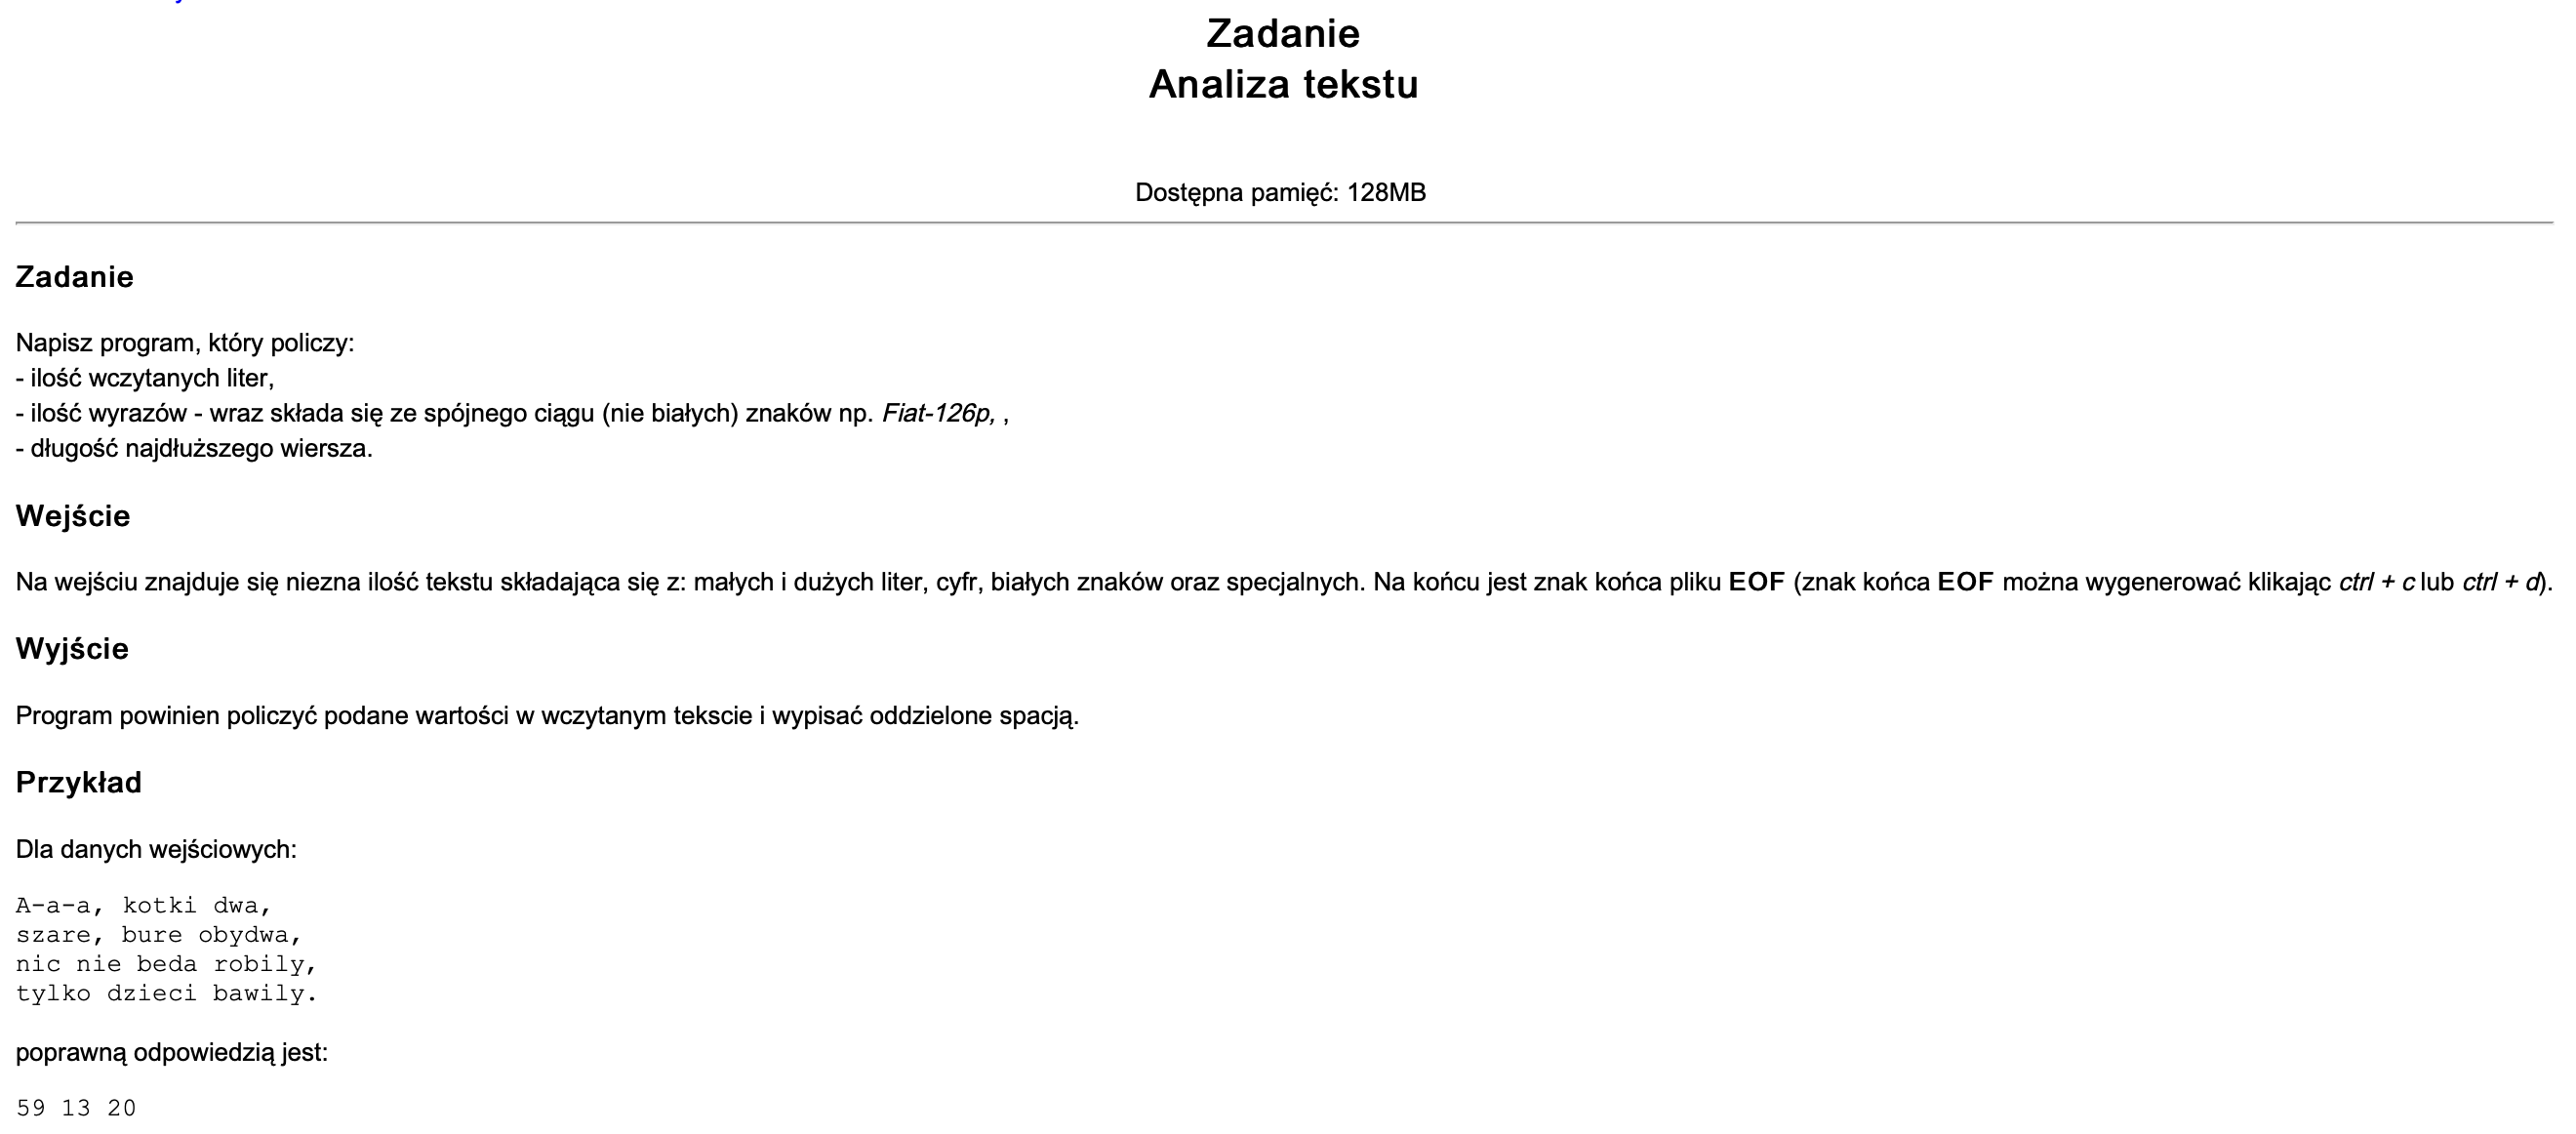 Zadanie
Analiza tekstu
Dostępna pamięć: 128MB
Zadanie
Napisz program, który policzy:
- ilość wczytanych liter,
- ilość wyrazów - wraz składa się ze spójnego ciągu (nie białych) znaków np. Fiat-126p, ,
- długość najdłuższego wiersza.
Wejście
Na wejściu znajduje się niezna ilość tekstu składająca się z: małych i dużych liter, cyfr, białych znaków oraz specjalnych. Na końcu jest znak końca pliku EOF (znak końca EOF można wygenerować klikając ctrl + c lub ctrl + d).
Wyjście
Program powinien policzyć podane wartości w wczytanym tekscie i wypisać oddzielone spacją.
Przykład
Dla danych wejściowych:
A-a-a, kotki dwa,
szare, bure obydwa,
nic nie beda robily,
tylko dzieci bawily.
poprawną odpowiedzią jest:
59 13 20